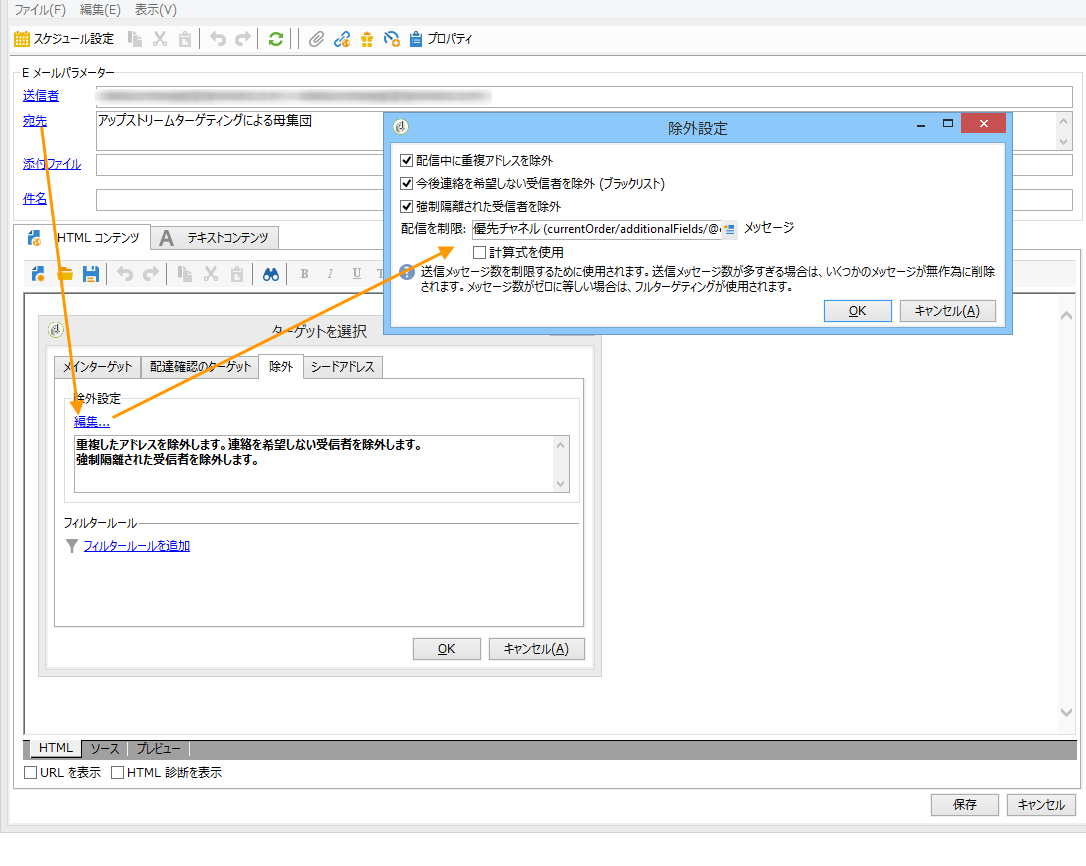 ファイル(F) 編集(E) 表示(V)
スケジュール設定 プロパティ
E メールパラメーター
送信者
宛先 アップストリームターゲティングによる母集団
添付ファイル
件名
HTML コンテンツ A テキストコンテンツ
B I U
除外設定
配信中に重複アドレスを除外
今後連絡を希望しない受信者を除外 (ブラックリスト)
強制隔離された受信者を除外
配信を制限: 優先チャネル (currentOrder/additionalFields/@ メッセージ
計算式を使用
送信メッセージ数を制限するために使用されます。送信メッセージ数が多すぎる場合は、いくつかのメッセージが無作為に削除
されます。メッセージ数がゼロに等しい場合は、フルターゲティングが使用されます。
OK キャンセル(A)
ターゲットを選択
メインターゲット 配達確認のターゲット 除外 シードアドレス
除外設定
編集...
重複したアドレスを除外します。連絡を希望しない受信者を除外します。
強制隔離された受信者を除外します。
フィルタールール
フィルタールールを追加
OK キャンセル(A)
HTML ソース プレビュー
URL を表示 HTML 診断を表示
保存 キャンセル